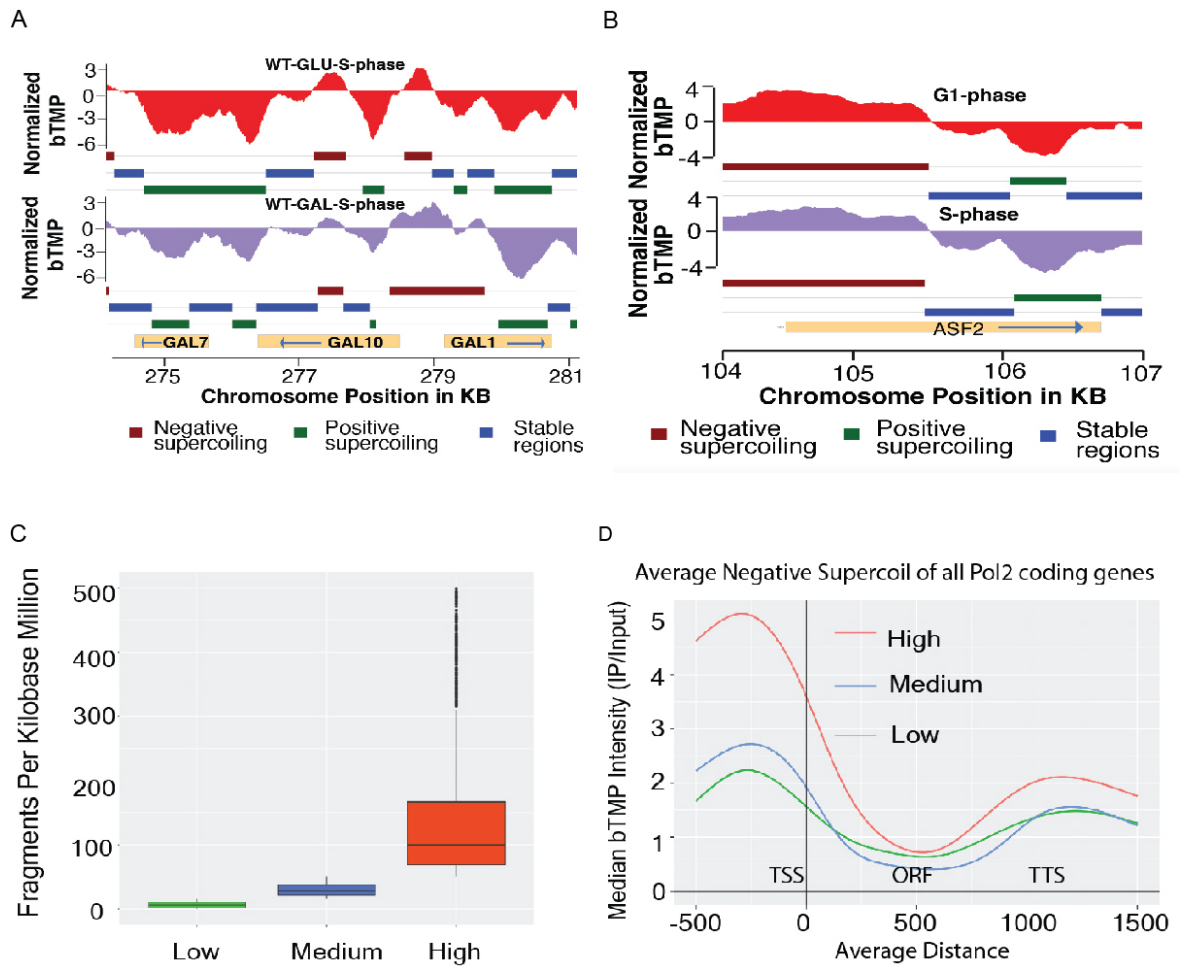 A
WT-GLU-S-phase
Normalized
bTMP
3
0
-3
-6
WT-GAL-S-phase
Normalized
bTMP
3
0
-3
-6
GAL7
GAL10
GAL1
275
277
279
281
Chromosome Position in KB
Negative
supercoiling
Positive
supercoiling
Stable
regions
B
G1-phase
Normalized
bTMP
4
0
-4
S-phase
Normalized
bTMP
4
0
-4
ASF2
104
105
106
107
Chromosome Position in KB
Negative
supercoiling
Positive
supercoiling
Stable
regions
C
Fragments Per Kilobase Million
500
400
300
200
100
0
Low
Medium
High
D
Average Negative Supercoil of all Pol2 coding genes
Median bTMP Intensity (IP/Input)
5
4
3
2
1
0
High
Medium
Low
TSS
ORF
TTS
-500
0
500
1000
1500
Average Distance